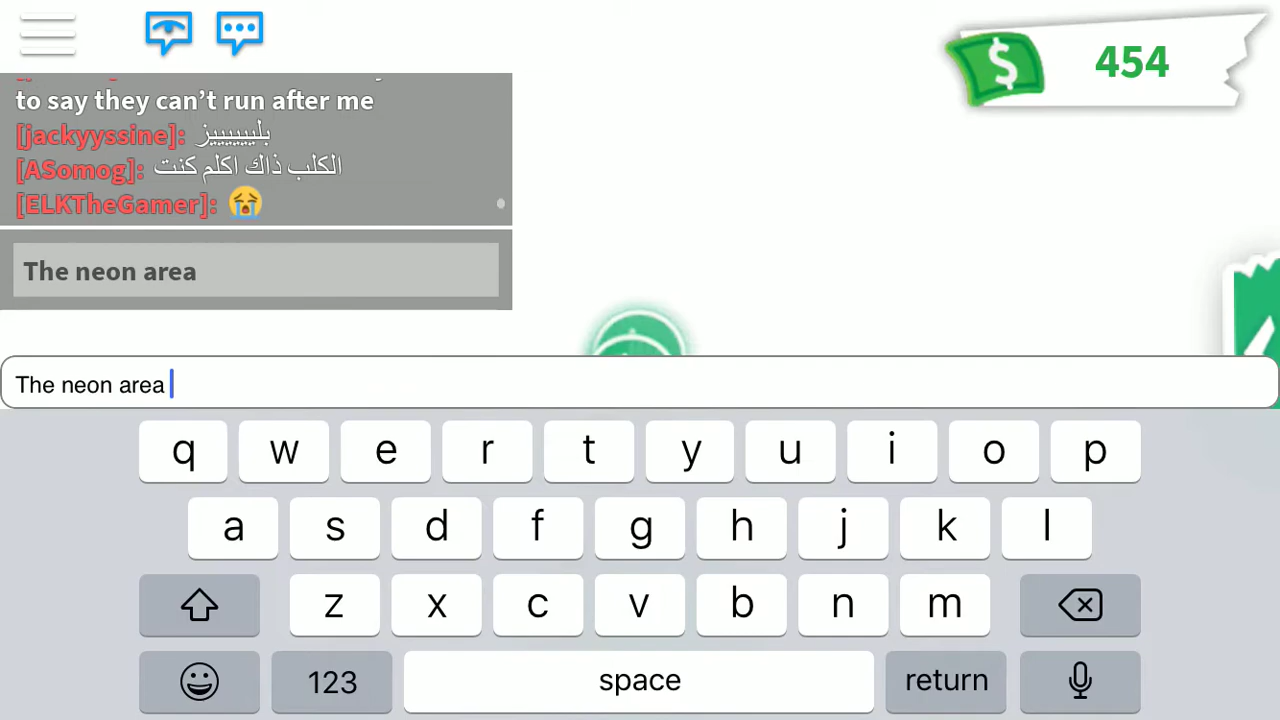 454
to say they can’t run after me
[jackyyssine]: بلييييييز
[ASomog]: الكلب ذاك اكلم كنت
[ELKTheGamer]: 😭
The neon area
The neon area
q w e r t y u i o p
a s d f g h j k l
z x c v b n m
123 space return